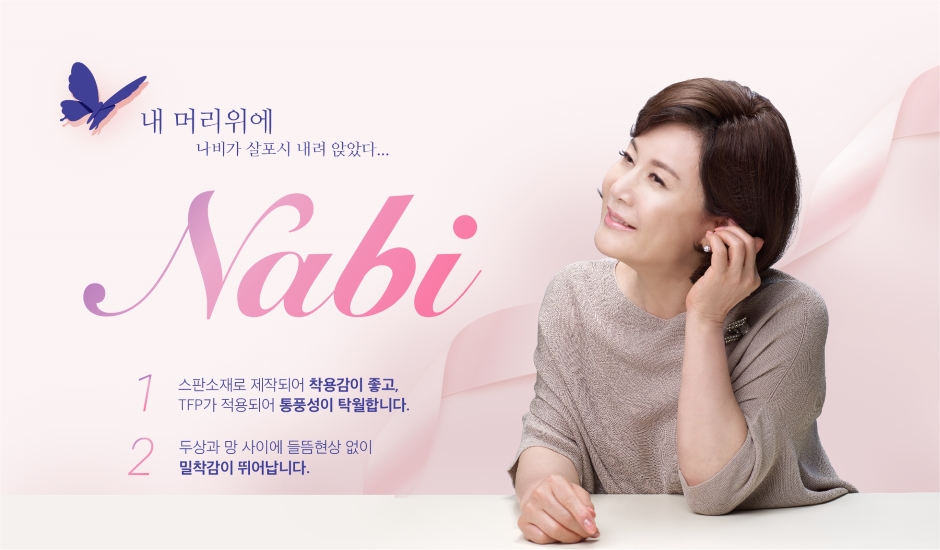 내 머리위에
나비가 살포시 내려 앉았다...
Nabi
1
스판소재로 제작되어 착용감이 좋고,
TFP가 적용되어 통풍성이 탁월합니다.
2
두상과 망 사이에 들뜸현상 없이
밀착감이 뛰어납니다.